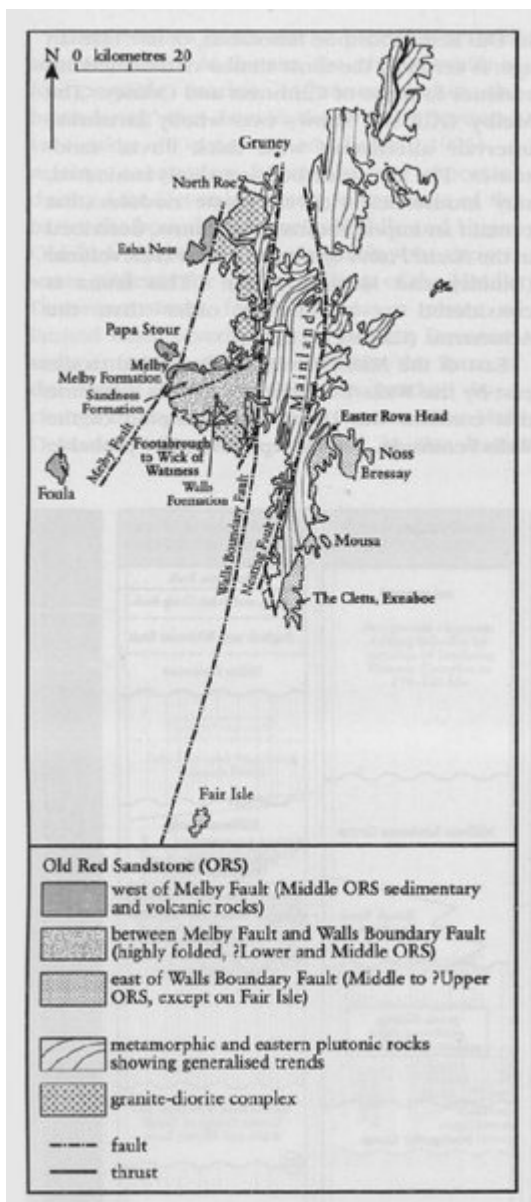 N
0 kilometres 20
Gruney
North Roe
Esha Ness
Papa Stour
Melby
Melby Formation
Sandness
Formation
Melby Fault
Mainland
Easter Rova Head
Footabrough
to Wick of
Watsness
Walls
Formation
Noss
Bressay
Foula
Walls Boundary Fault
Nesting Fault
Mousa
The Cletts, Exnaboe
Fair Isle
Old Red Sandstone (ORS)
west of Melby Fault (Middle ORS sedimentary
and volcanic rocks)
between Melby Fault and Walls Boundary Fault
(highly folded, ?Lower and Middle ORS)
east of Walls Boundary Fault (Middle to ?Upper
ORS, except on Fair Isle)
metamorphic and eastern plutonic rocks
showing generalised trends
granite-diorite complex
fault
thrust